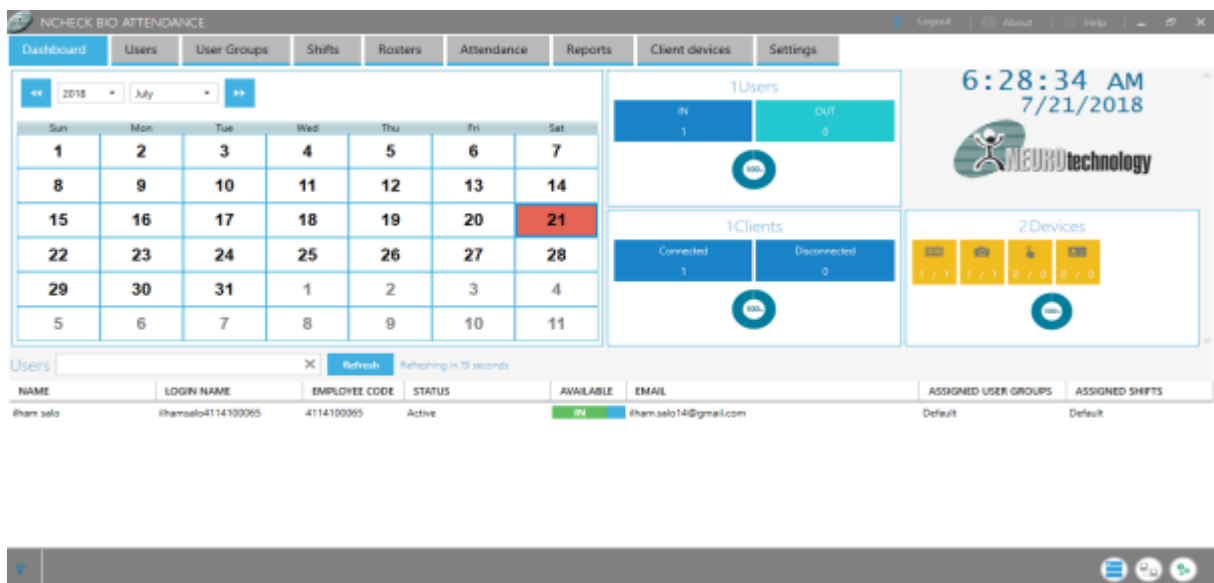 NCHECK BIO ATTENDANCE
Logout About Help
Dashboard Users User Groups Shifts Rosters Attendance Reports Client devices Settings
2018 July
Sun Mon Tue Wed Thu Fri Sat
1 2 3 4 5 6 7
8 9 10 11 12 13 14
15 16 17 18 19 20 21
22 23 24 25 26 27 28
29 30 31 1 2 3 4
5 6 7 8 9 10 11
1Users
IN OUT
1 0
100%
1Clients
Connected Disconnected
1 0
100%
6:28:34 AM
7/21/2018
NEUROtechnology
2Devices
1 / 1 1 / 1 0 / 0 0 / 0
100%
Users Refresh Refreshing in 19 seconds
NAME LOGIN NAME EMPLOYEE CODE STATUS AVAILABLE EMAIL ASSIGNED USER GROUPS ASSIGNED SHIFTS
ilham salo ilhamsalo4114100065 4114100065 Active IN ilham.salo14@gmail.com Default Default